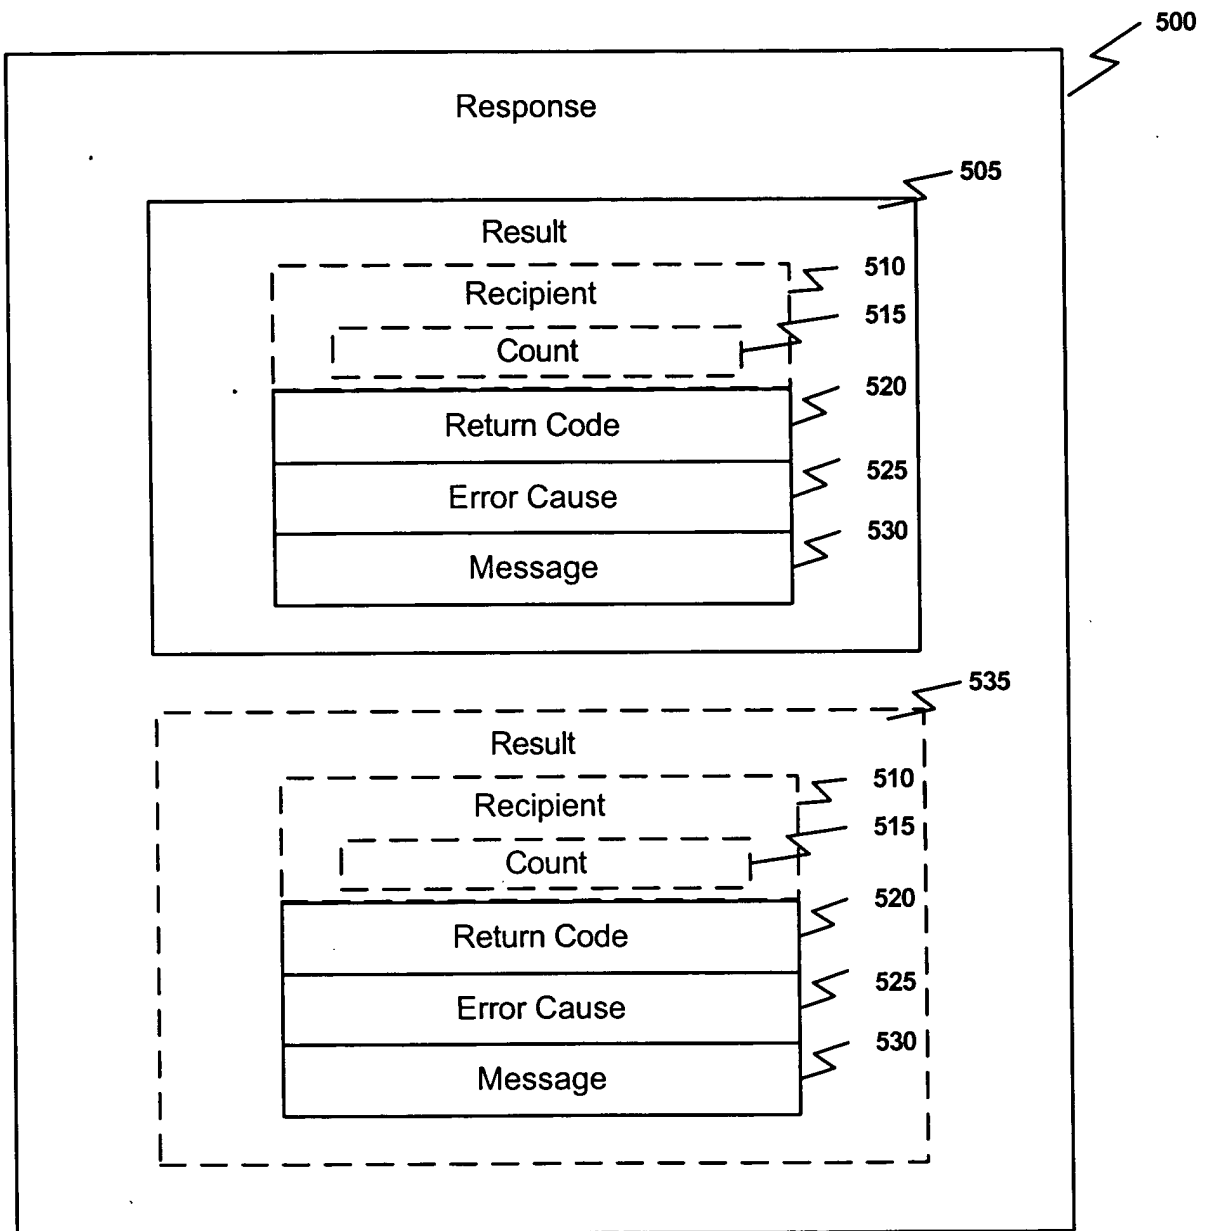 500
Response
505
Result
510
Recipient
515
Count
520
Return Code
525
Error Cause
530
Message
535
Result
510
Recipient
515
Count
520
Return Code
525
Error Cause
530
Message